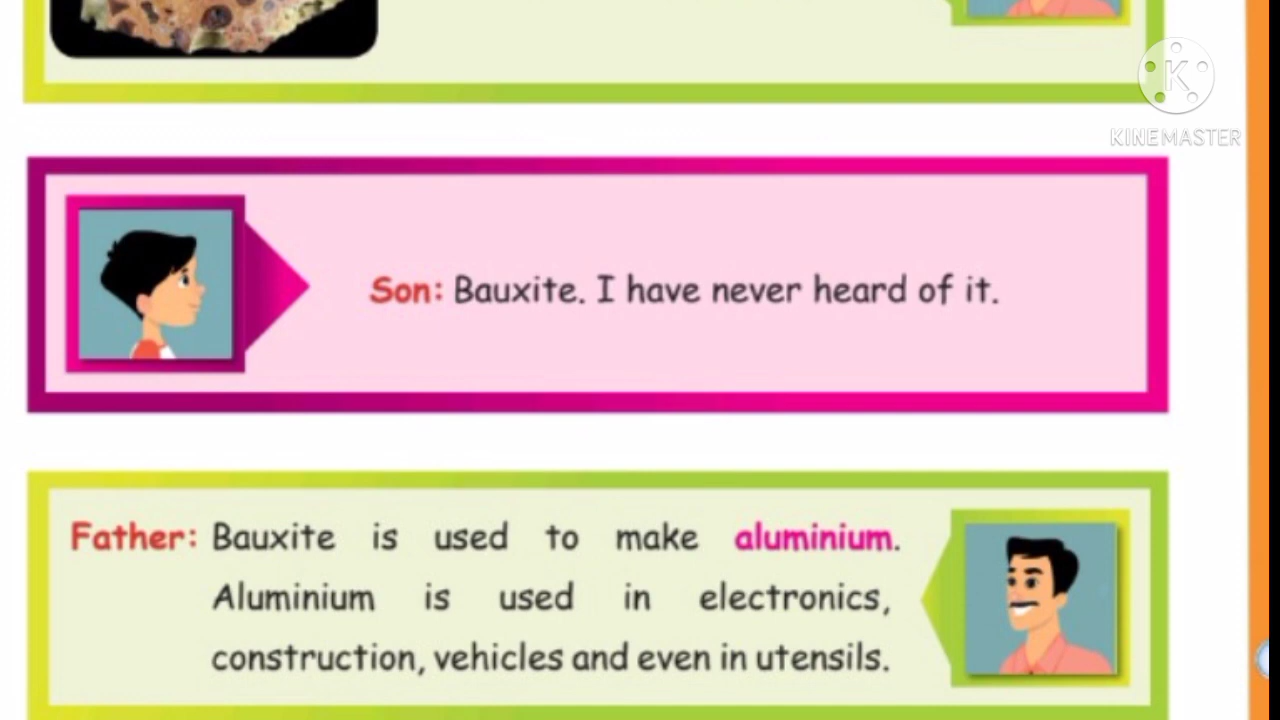 K
KINEMASTER
Son: Bauxite. I have never heard of it.
Father: Bauxite is used to make aluminium.
Aluminium is used in electronics,
construction, vehicles and even in utensils.